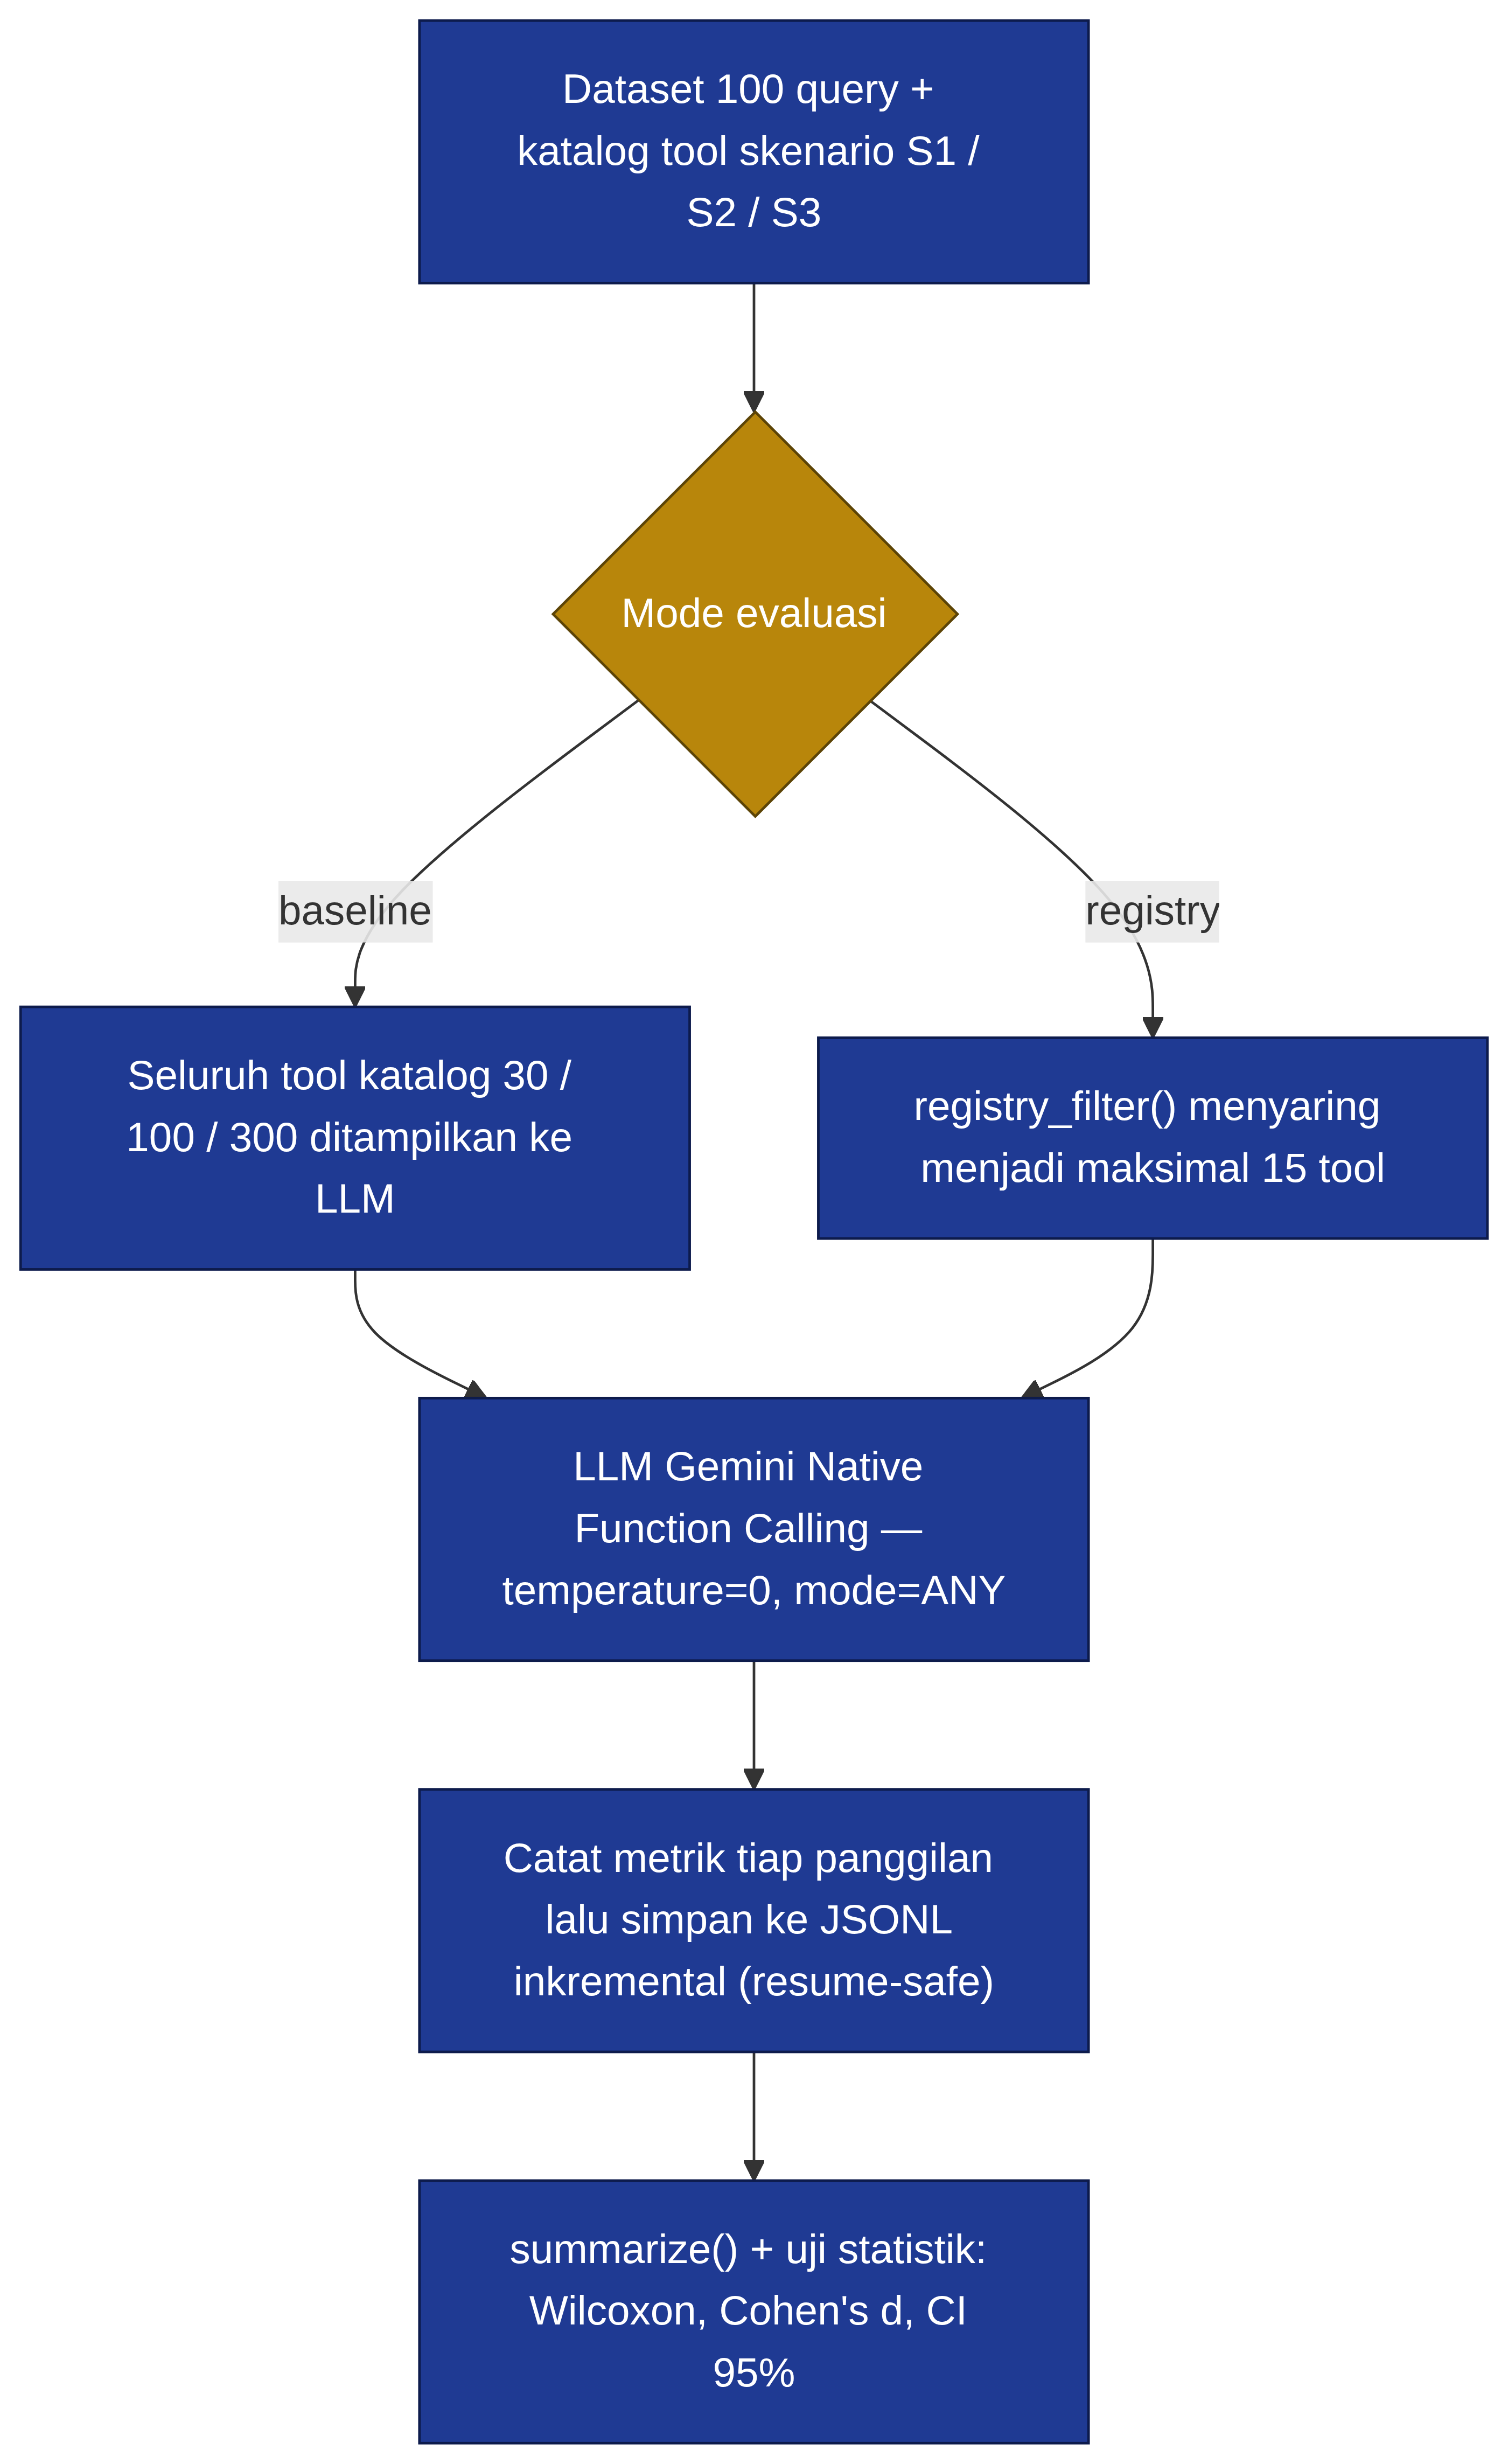 Dataset 100 query +
katalog tool skenario S1 /
S2 / S3
Mode evaluasi
baseline
registry
Seluruh tool katalog 30 /
100 / 300 ditampilkan ke
LLM
registry_filter() menyaring
menjadi maksimal 15 tool
LLM Gemini Native
Function Calling —
temperature=0, mode=ANY
Catat metrik tiap panggilan
lalu simpan ke JSONL
inkremental (resume-safe)
summarize() + uji statistik:
Wilcoxon, Cohen's d, CI
95%